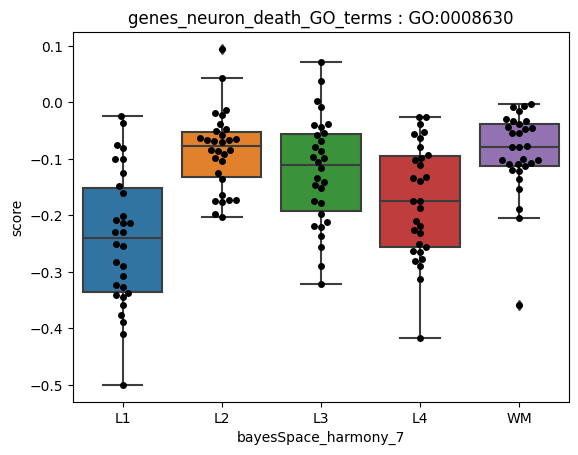 genes_neuron_death_GO_terms : GO:0008630
0.1
0.0
−0.1
−0.2
−0.3
−0.4
−0.5
score
L1 L2 L3 L4 WM
bayesSpace_harmony_7